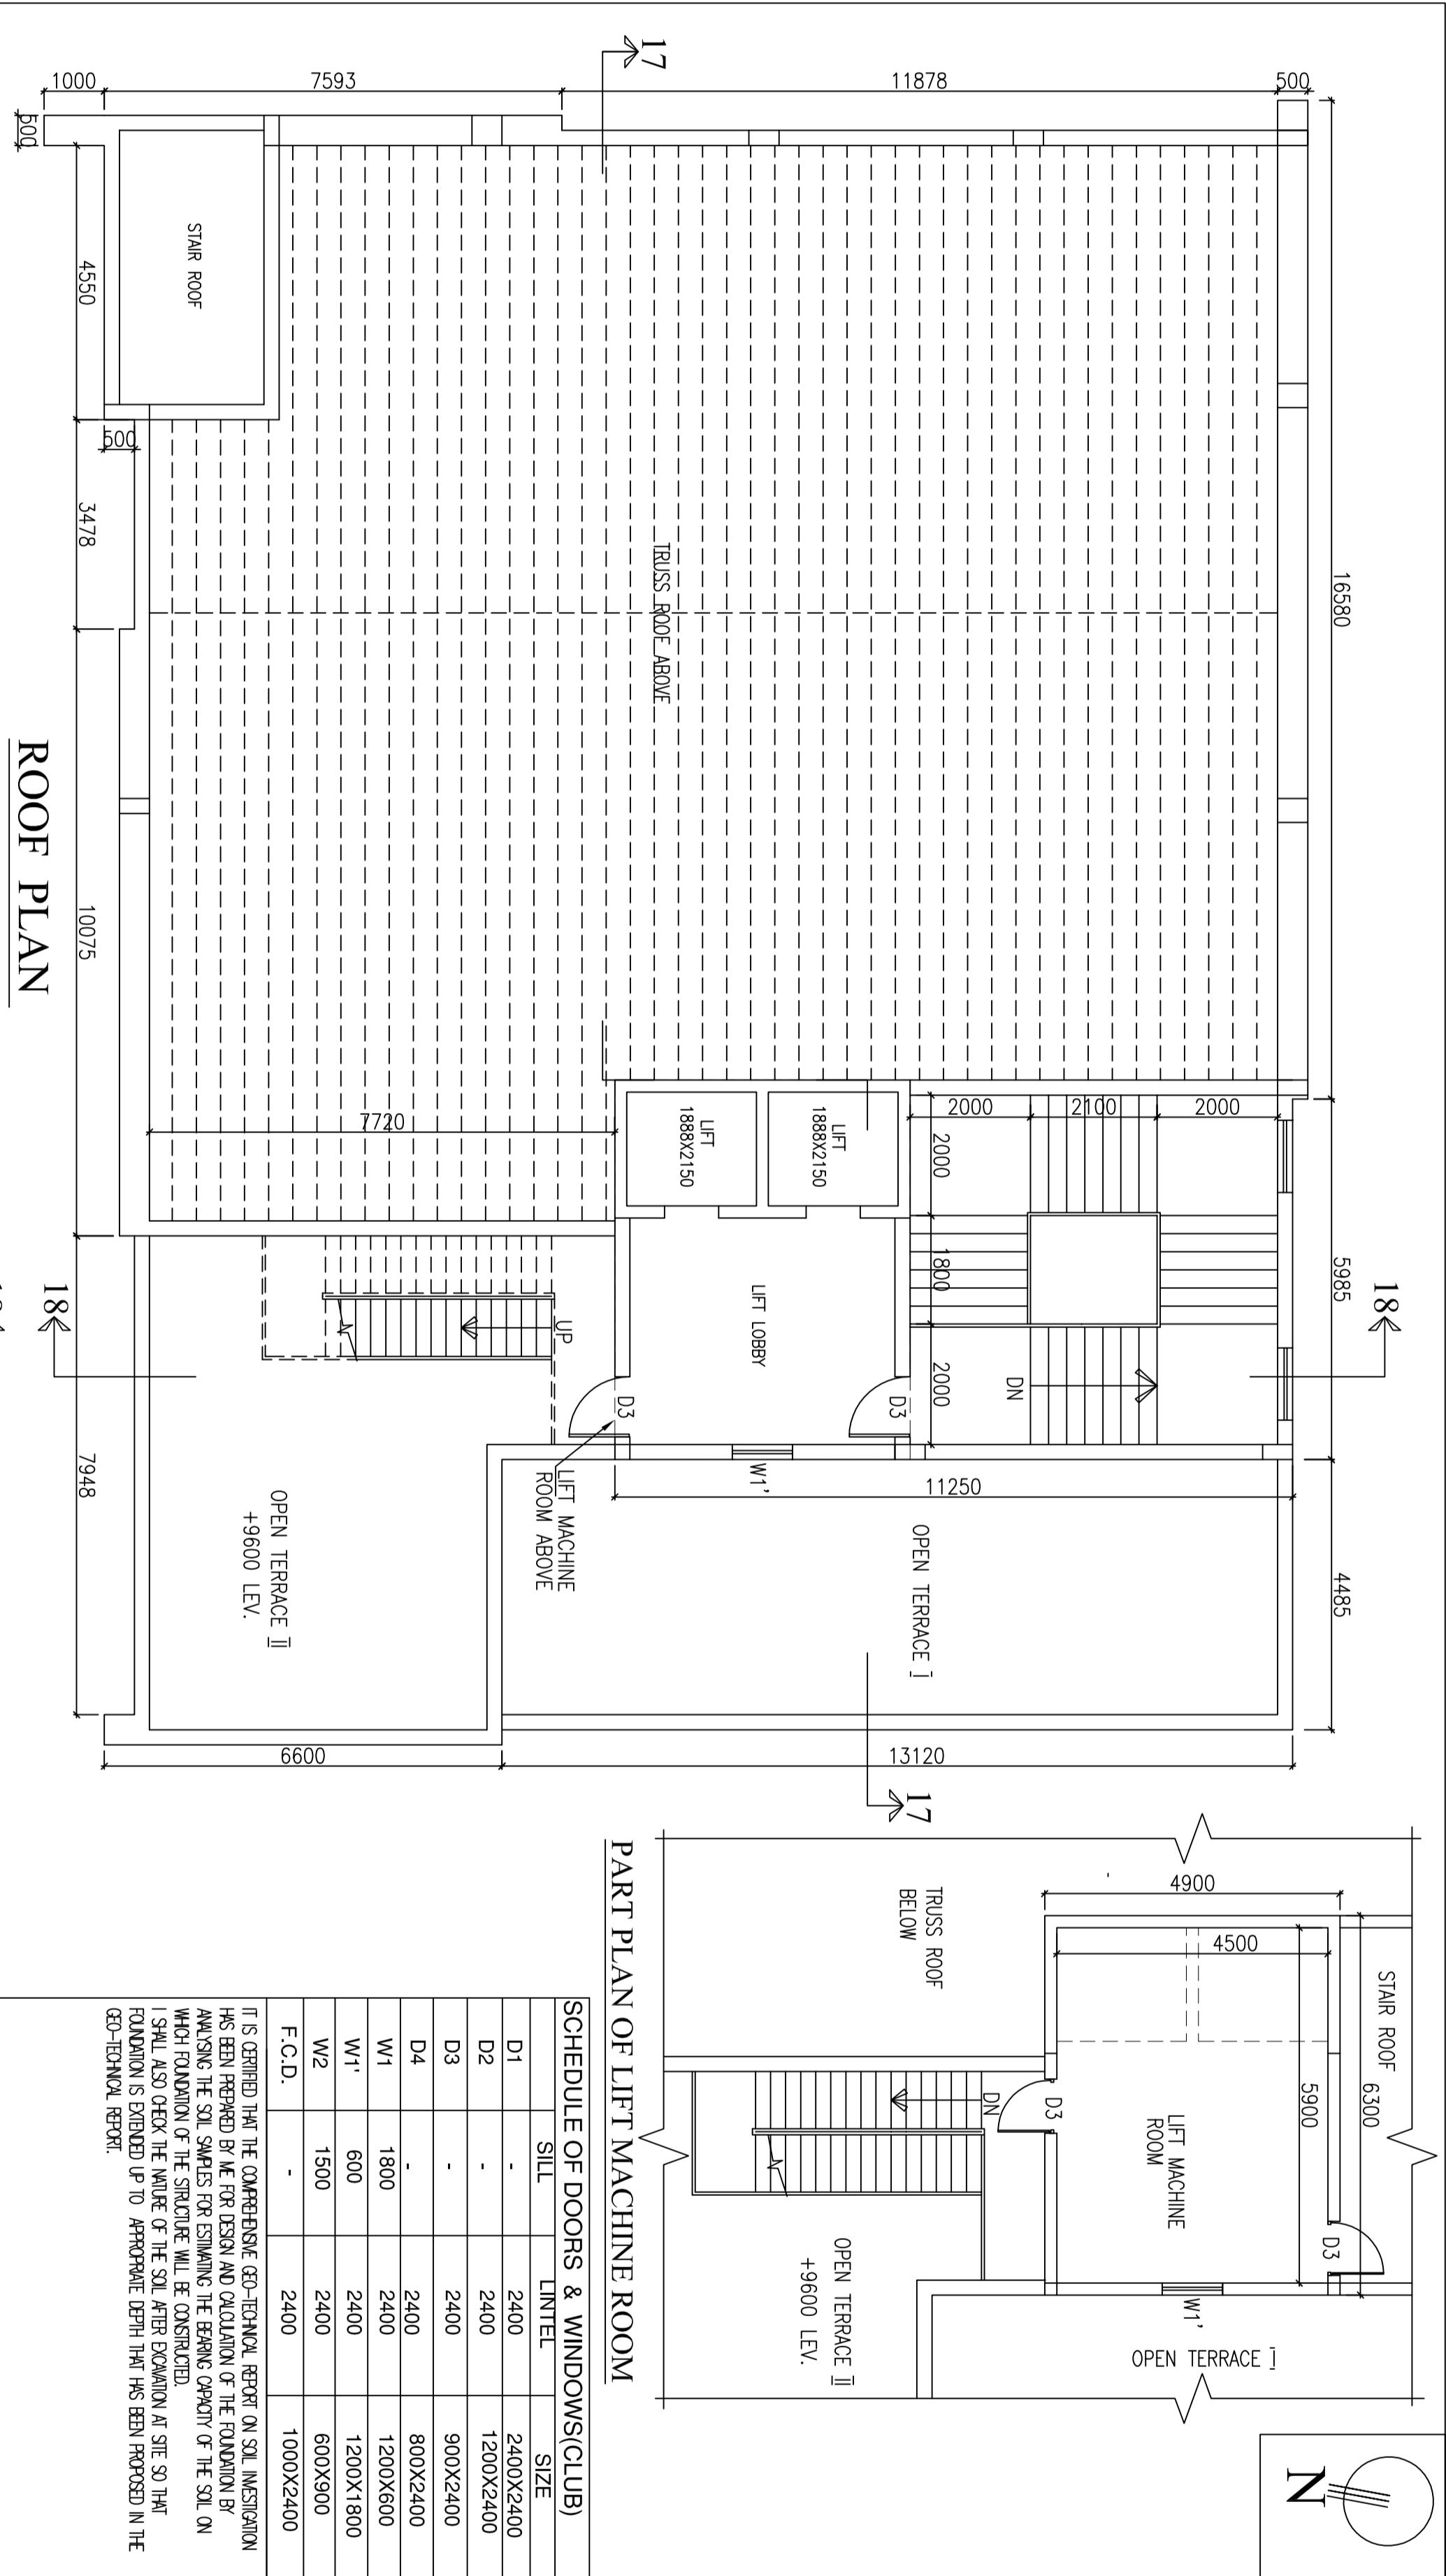 16580
5985
4485
500
11878
7593
1000
500
17
18
TRUSS ROOF ABOVE
STAIR ROOF
2000
2100
2000
2000
1800
2000
DN
LIFT
1888X2150
LIFT
1888X2150
LIFT LOBBY
D3
D3
W1'
UP
7720
11250
LIFT MACHINE
ROOM ABOVE
OPEN TERRACE I
OPEN TERRACE II
+9600 LEV.
13120
6600
17
4550
500
3478
10075
7948
18
ROOF PLAN
STAIR ROOF
6300
5900
4900
4500
LIFT MACHINE
ROOM
D3
D3
W1'
OPEN TERRACE I
TRUSS ROOF
BELOW
DN
OPEN TERRACE II
+9600 LEV.
PART PLAN OF LIFT MACHINE ROOM
N
SCHEDULE OF DOORS & WINDOWS(CLUB)
SILL LINTEL SIZE
D1 - 2400 2400X2400
D2 - 2400 1200X2400
D3 - 2400 900X2400
D4 - 2400 800X2400
W1 1800 2400 1200X600
W1' 600 2400 1200X1800
W2 1500 2400 600X900
F.C.D. - 2400 1000X2400
IT IS CERTIFIED THAT THE COMPREHENSIVE GEO-TECHNICAL REPORT ON SOIL INVESTIGATION
HAS BEEN PREPARED BY ME FOR DESIGN AND CALCULATION OF THE FOUNDATION BY
ANALYSING THE SOIL SAMPLES FOR ESTIMATING THE BEARING CAPACITY OF THE SOIL ON
WHICH FOUNDATION OF THE STRUCTURE WILL BE CONSTRUCTED.
I SHALL ALSO CHECK THE NATURE OF THE SOIL AFTER EXCAVATION AT SITE SO THAT
FOUNDATION IS EXTENDED UP TO APPROPRIATE DEPTH THAT HAS BEEN PROPOSED IN THE
GEO-TECHNICAL REPORT.